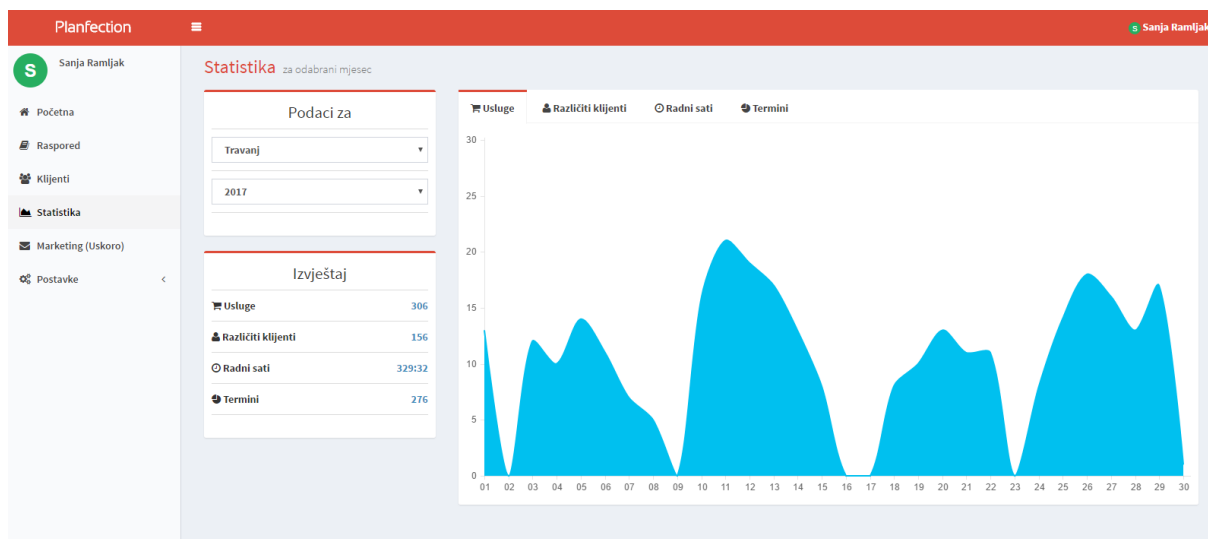 Planfection
S Sanja Ramljak
S Sanja Ramljak
Početna
Raspored
Klijenti
Statistika
Marketing (Uskoro)
Postavke
Statistika za odabrani mjesec
Podaci za
Travanj
2017
Izvještaj
Usluge 306
Različiti klijenti 156
Radni sati 329:32
Termini 276
Usluge Različiti klijenti Radni sati Termini
30
25
20
15
10
5
0
01 02 03 04 05 06 07 08 09 10 11 12 13 14 15 16 17 18 19 20 21 22 23 24 25 26 27 28 29 30